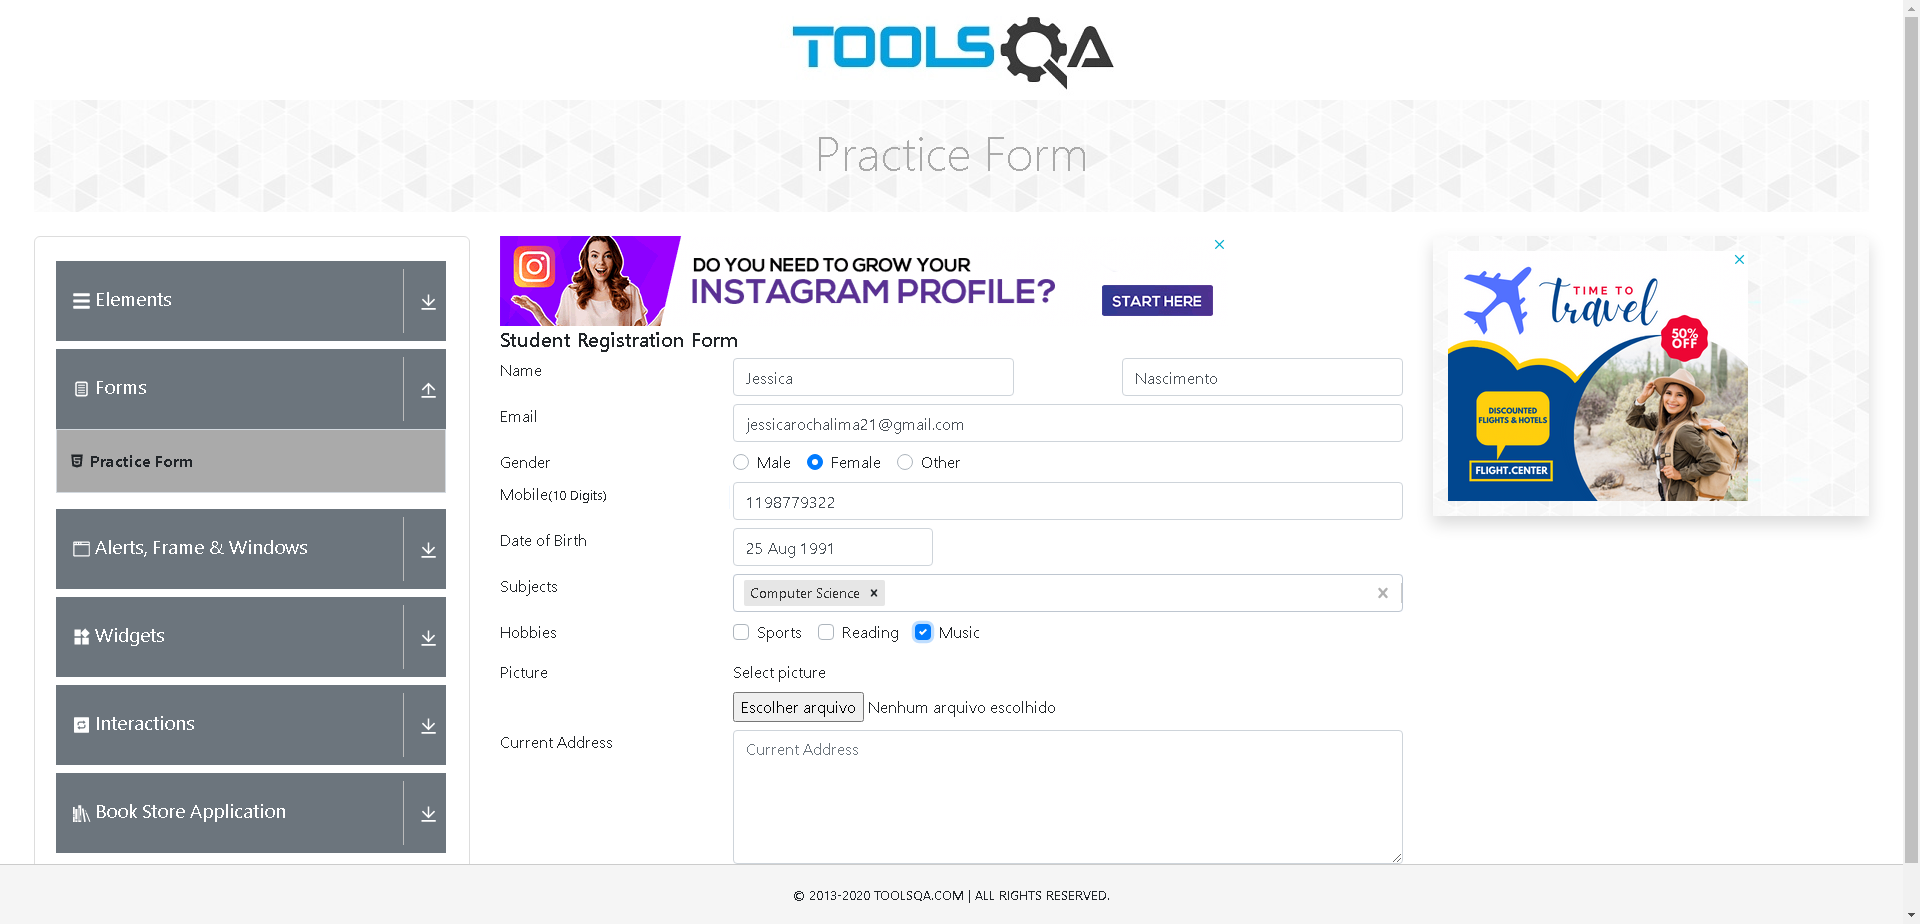 TOOLSQA
Practice Form
Elements
Forms
Practice Form
Alerts, Frame & Windows
Widgets
Interactions
Book Store Application
DO YOU NEED TO GROW YOUR
INSTAGRAM PROFILE?
START HERE
Student Registration Form
Name
Jessica
Nascimento
Email
jessicarochalima21@gmail.com
Gender
Male
Female
Other
Mobile(10 Digits)
1198779322
Date of Birth
25 Aug 1991
Subjects
Computer Science
Hobbies
Sports
Reading
Music
Picture
Select picture
Escolher arquivo
Nenhum arquivo escolhido
Current Address
Current Address
TIME TO
travel
50%
OFF
DISCOUNTED
FLIGHTS & HOTELS
FLIGHT.CENTER
© 2013-2020 TOOLSQA.COM | ALL RIGHTS RESERVED.